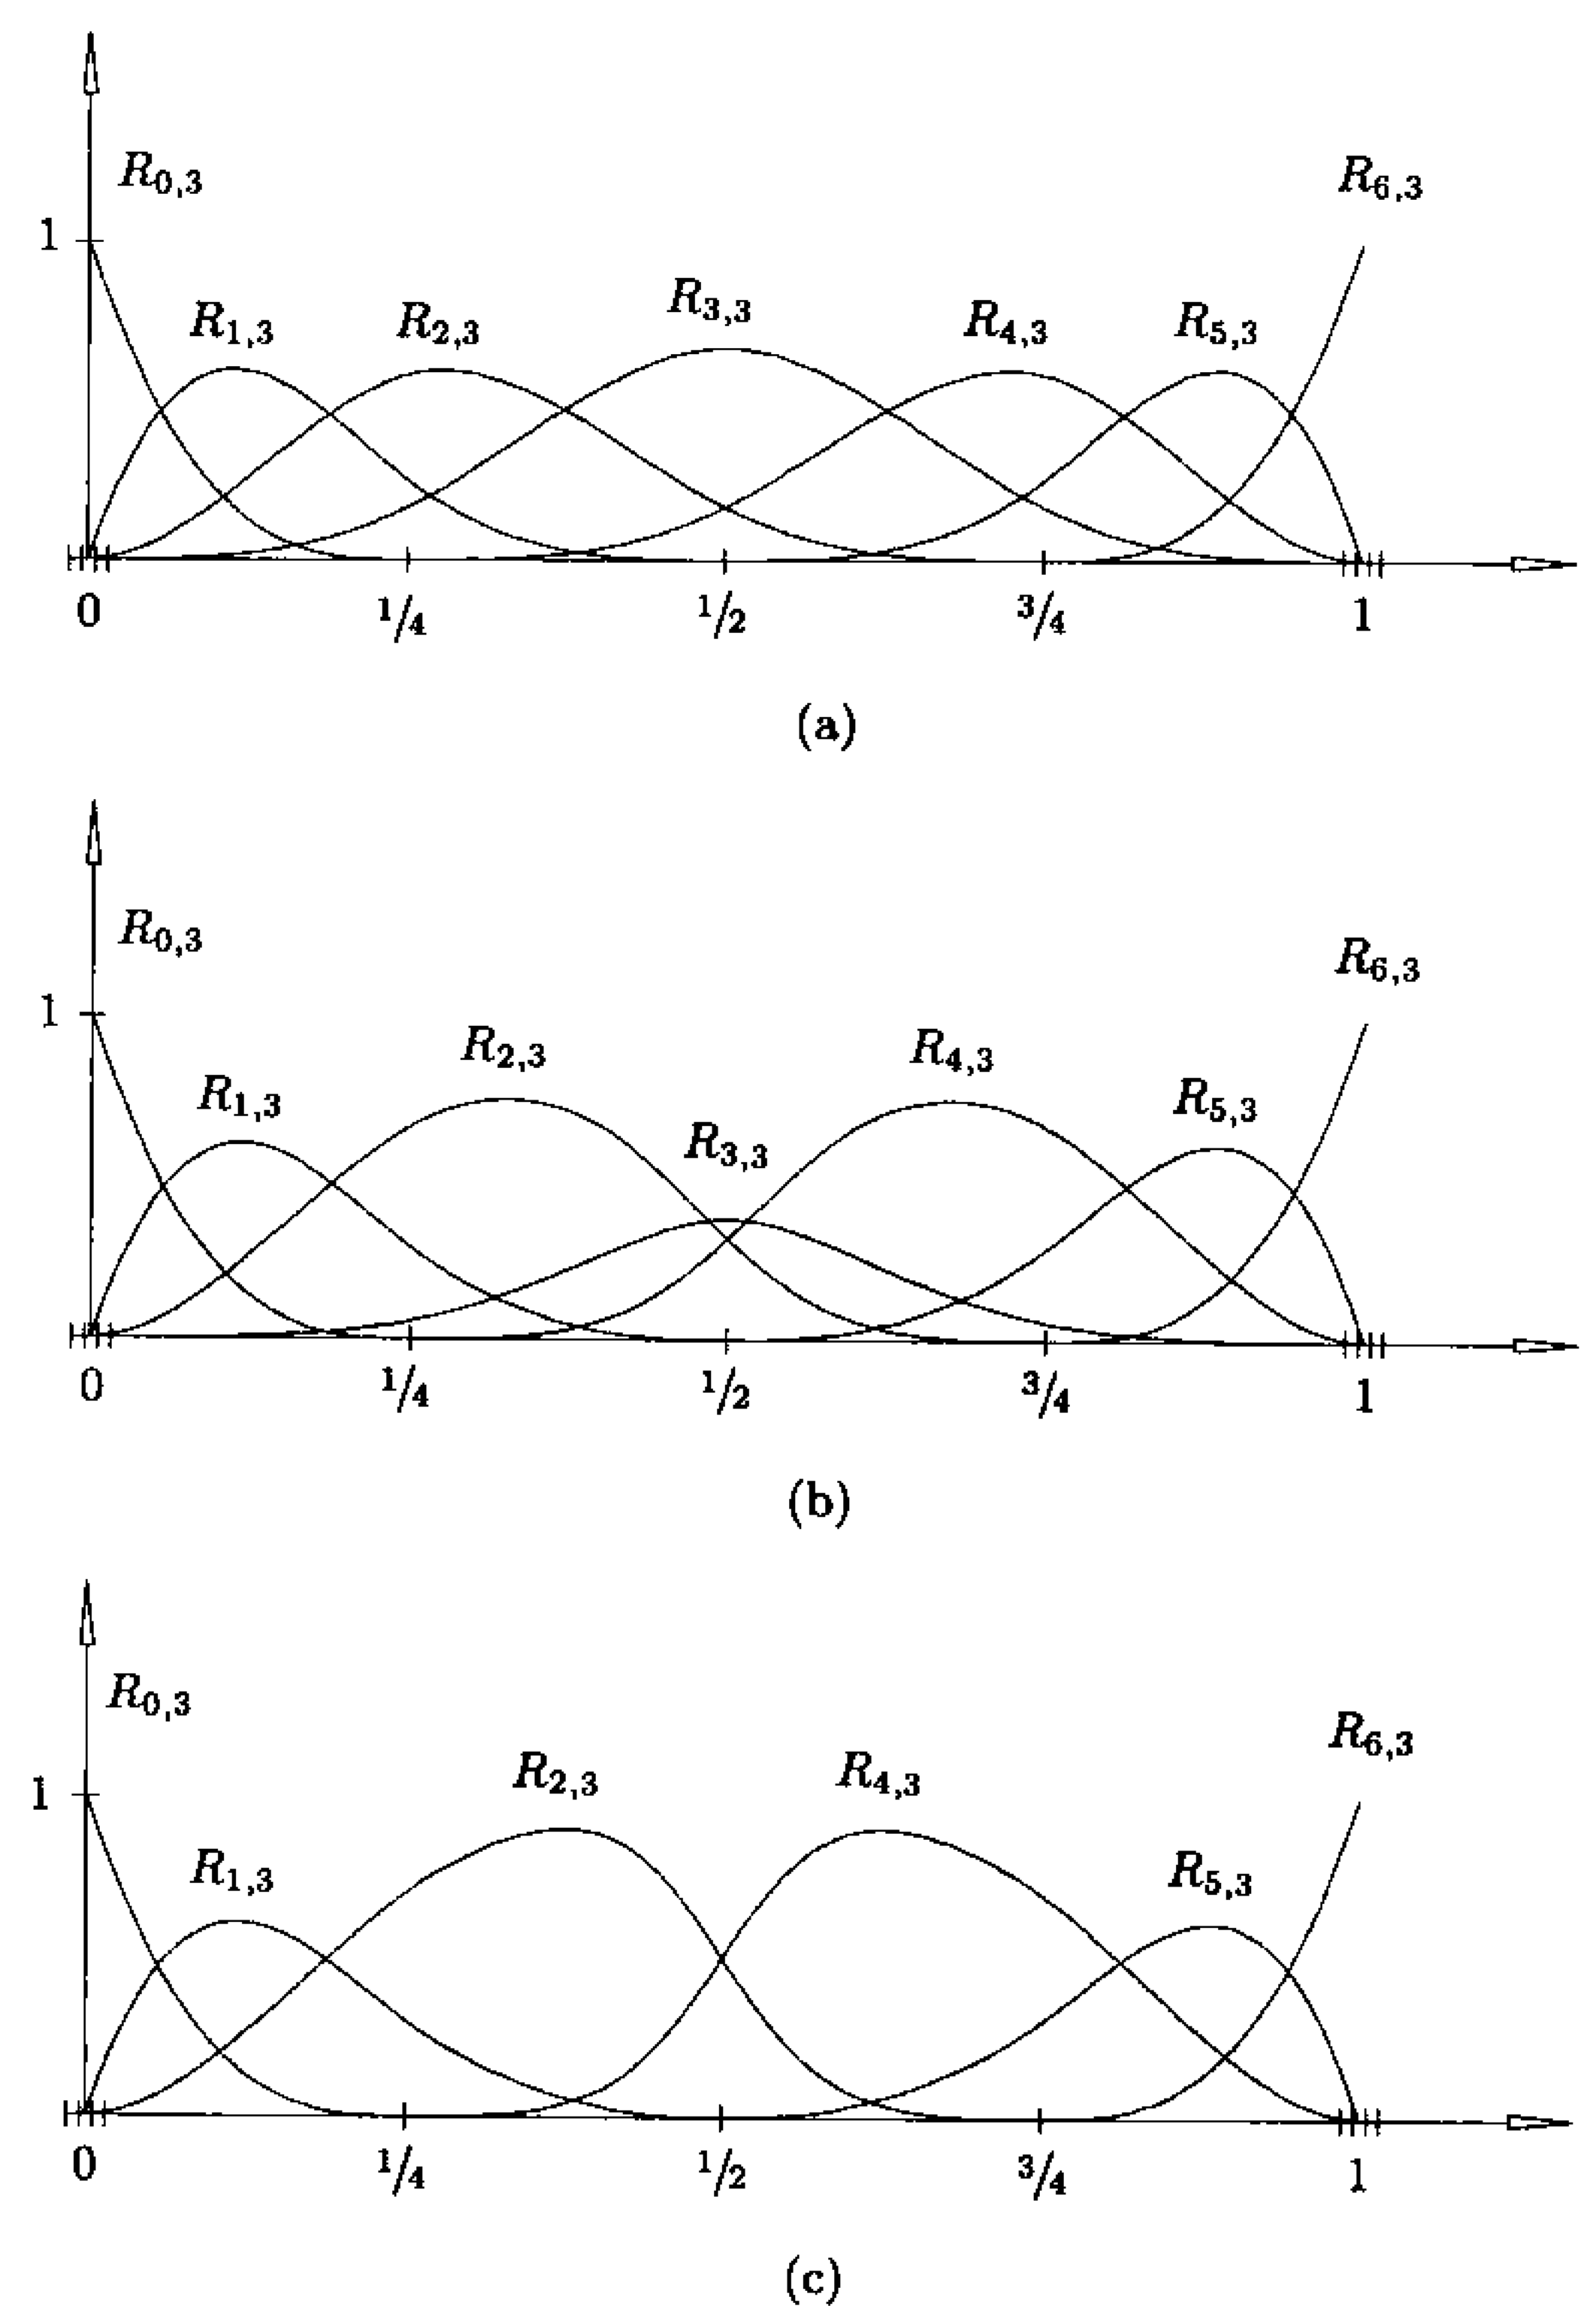 R0,3
R6,3
1
R3,3
R1,3 R2,3 R4,3 R5,3
0 1/4 1/2 3/4 1
(a)
R0,3
R6,3
1
R2,3 R4,3
R1,3 R5,3
R3,3
0 1/4 1/2 3/4 1
(b)
R0,3
R6,3
R2,3 R4,3
1
R1,3 R5,3
0 1/4 1/2 3/4 1
(c)